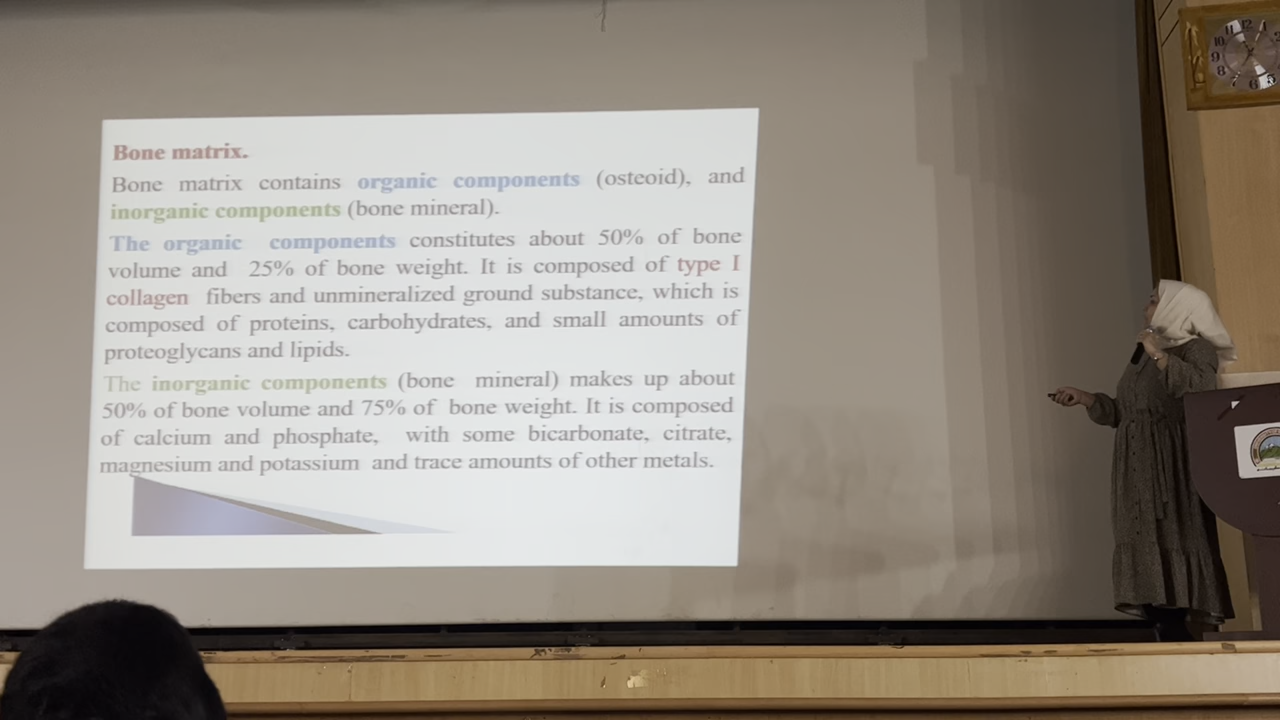 Bone matrix.
Bone matrix contains organic components (osteoid), and
inorganic components (bone mineral).
The organic components constitutes about 50% of bone
volume and 25% of bone weight. It is composed of type I
collagen fibers and unmineralized ground substance, which is
composed of proteins, carbohydrates, and small amounts of
proteoglycans and lipids.
The inorganic components (bone mineral) makes up about
50% of bone volume and 75% of bone weight. It is composed
of calcium and phosphate, with some bicarbonate, citrate,
magnesium and potassium and trace amounts of other metals.